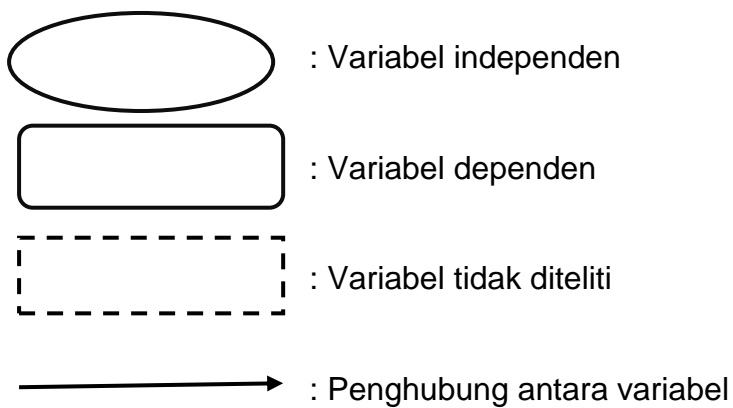 : Variabel independen
: Variabel dependen
: Variabel tidak diteliti
: Penghubung antara variabel